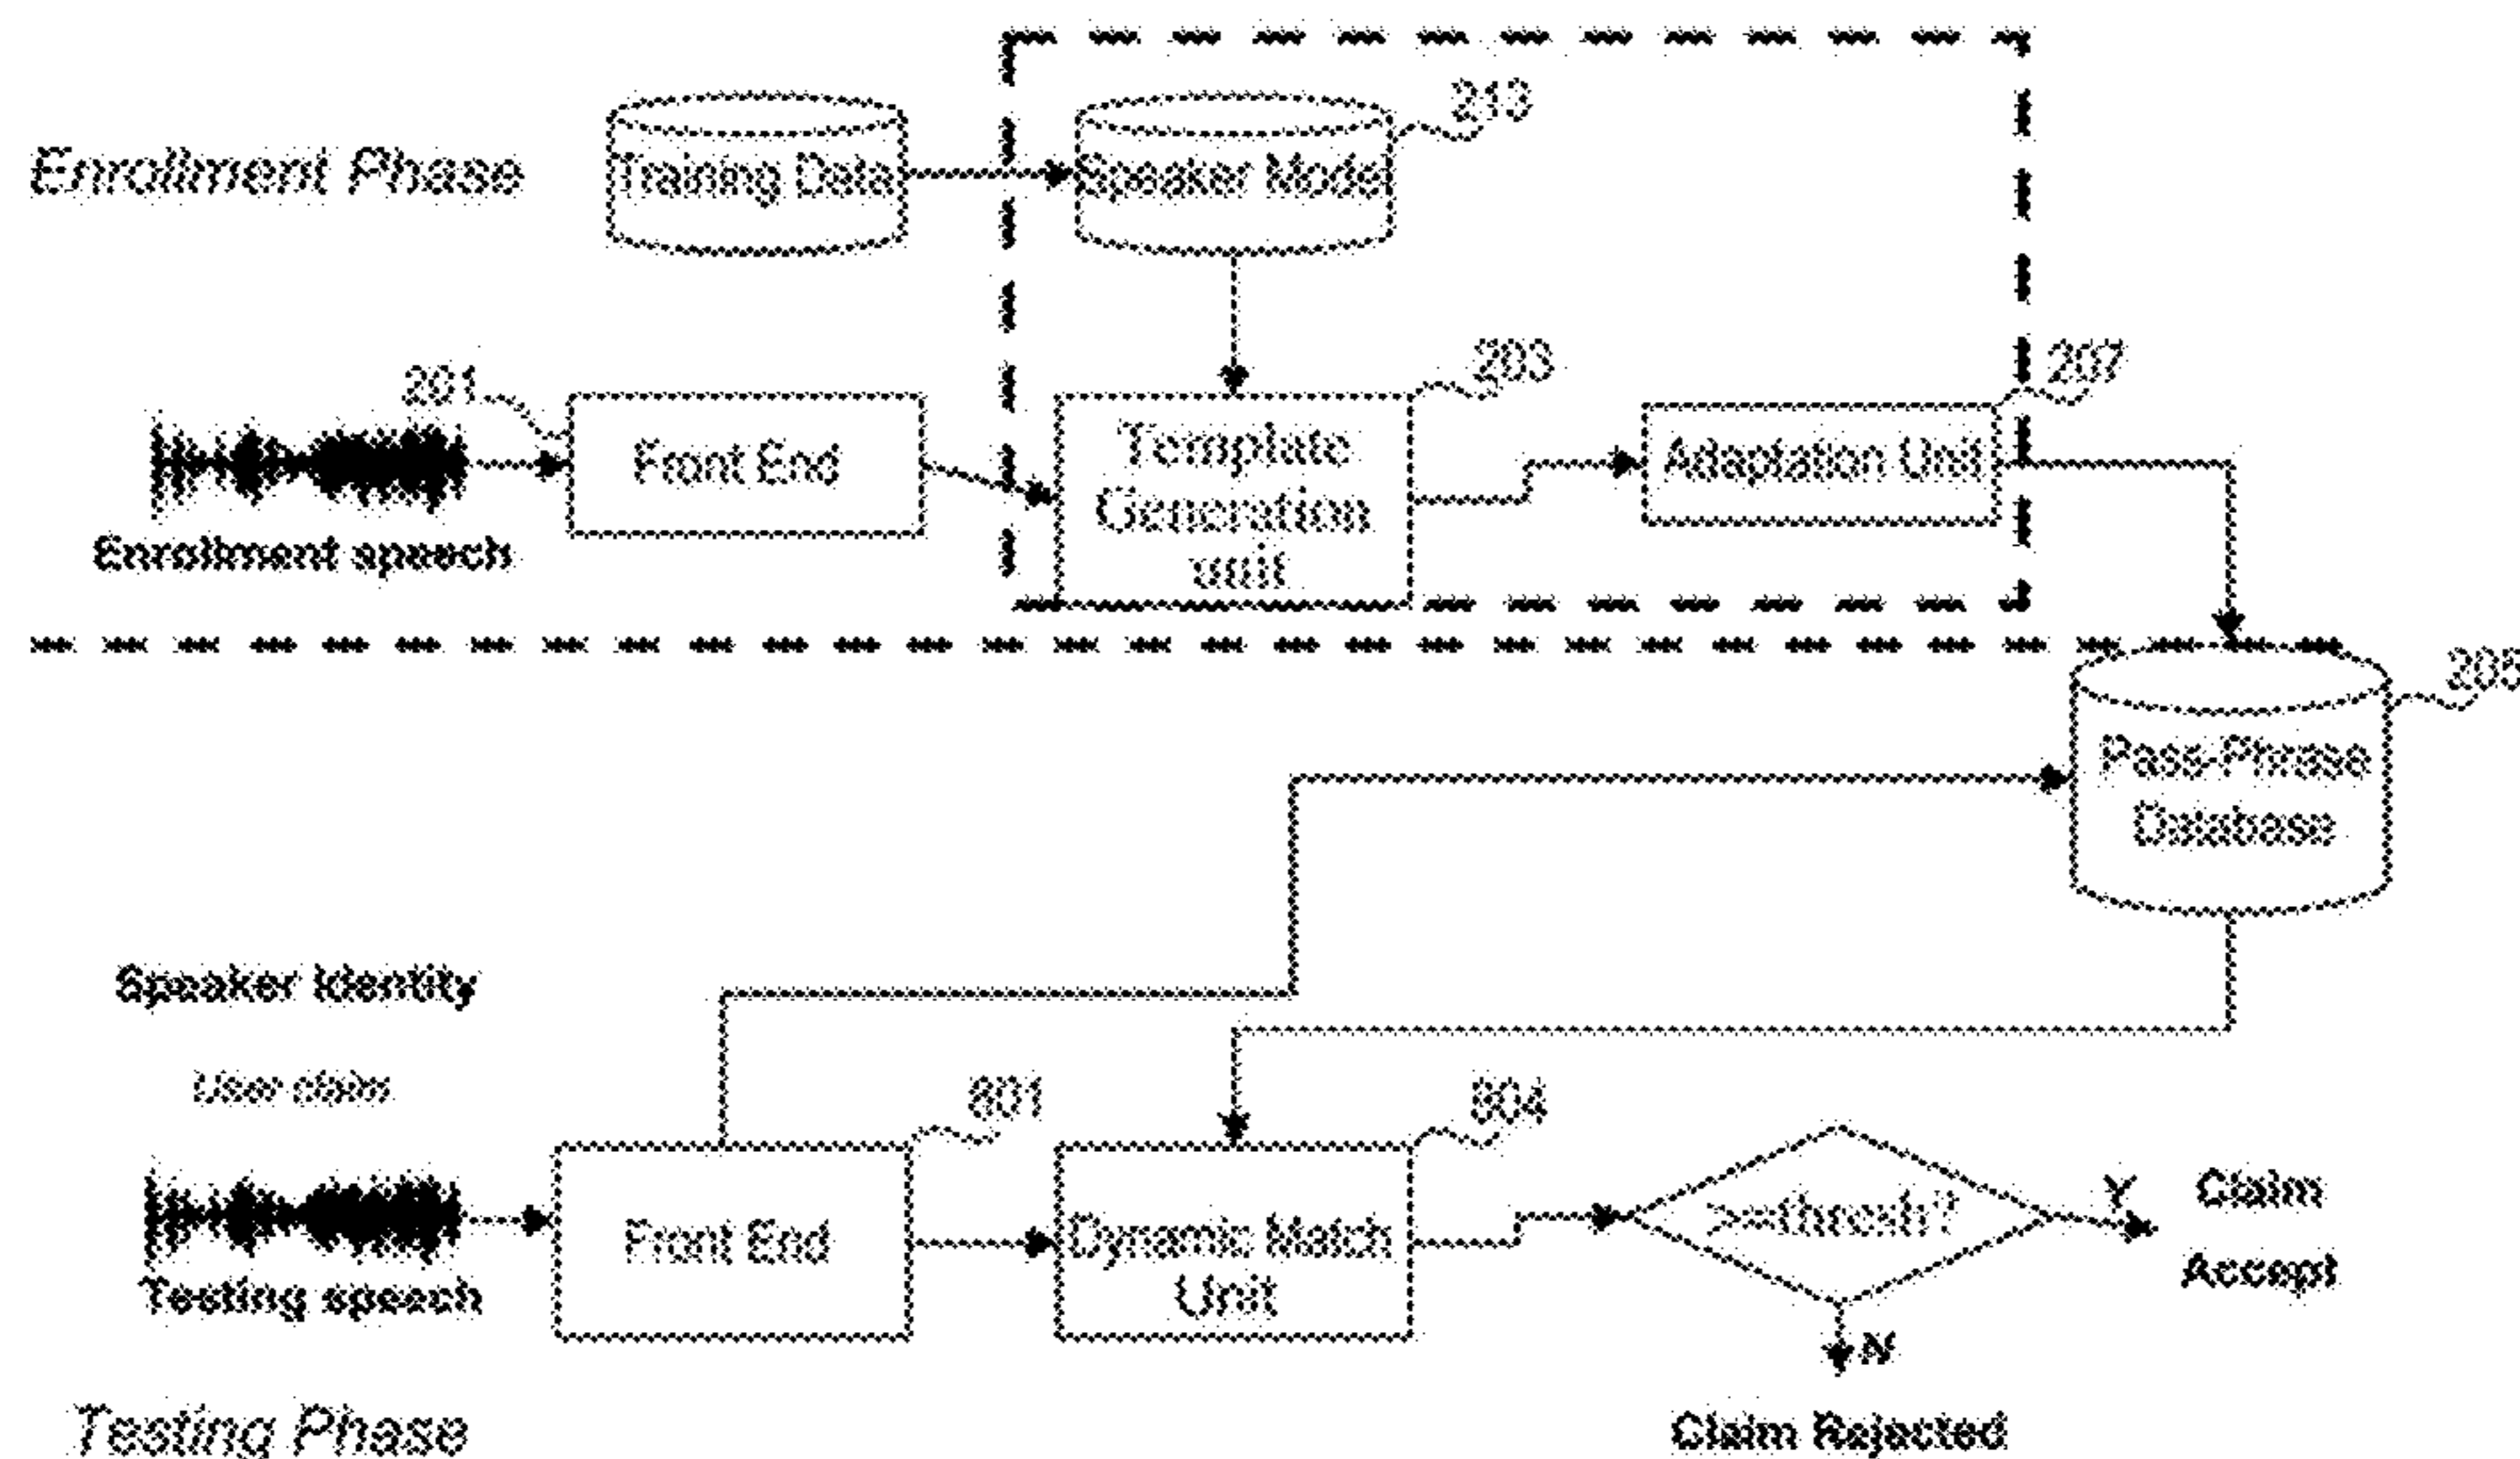 213
Enrollment Phase
Training Data
Speaker Model
201
203
207
Front End
Template
Generation
unit
Adaptation Unit
Enrollment speech
Pass-Phrase
Database
Speaker Identity
User claim
801
804
Front End
Dynamic Match
Unit
>=thresh?
Y
Claim
Accept
Testing speech
N
Testing Phase
Claim Rejected